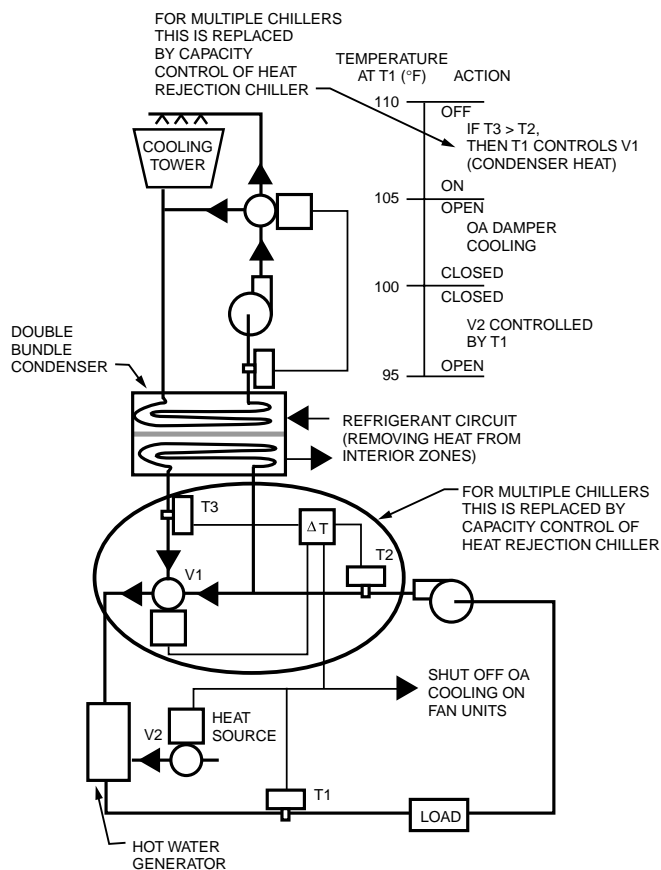 FOR MULTIPLE CHILLERS
THIS IS REPLACED
BY CAPACITY
CONTROL OF HEAT
REJECTION CHILLER
TEMPERATURE
AT T1 (°F)
ACTION
110
OFF
IF T3 > T2,
THEN T1 CONTROLS V1
(CONDENSER HEAT)
ON
105
OPEN
OA DAMPER
COOLING
CLOSED
100
CLOSED
V2 CONTROLLED
BY T1
OPEN
95
COOLING
TOWER
DOUBLE
BUNDLE
CONDENSER
REFRIGERANT CIRCUIT
(REMOVING HEAT FROM
INTERIOR ZONES)
FOR MULTIPLE CHILLERS
THIS IS REPLACED BY
CAPACITY CONTROL OF
HEAT REJECTION CHILLER
T3
ΔT
T2
V1
SHUT OFF OA
COOLING ON
FAN UNITS
V2
HEAT
SOURCE
T1
LOAD
HOT WATER
GENERATOR